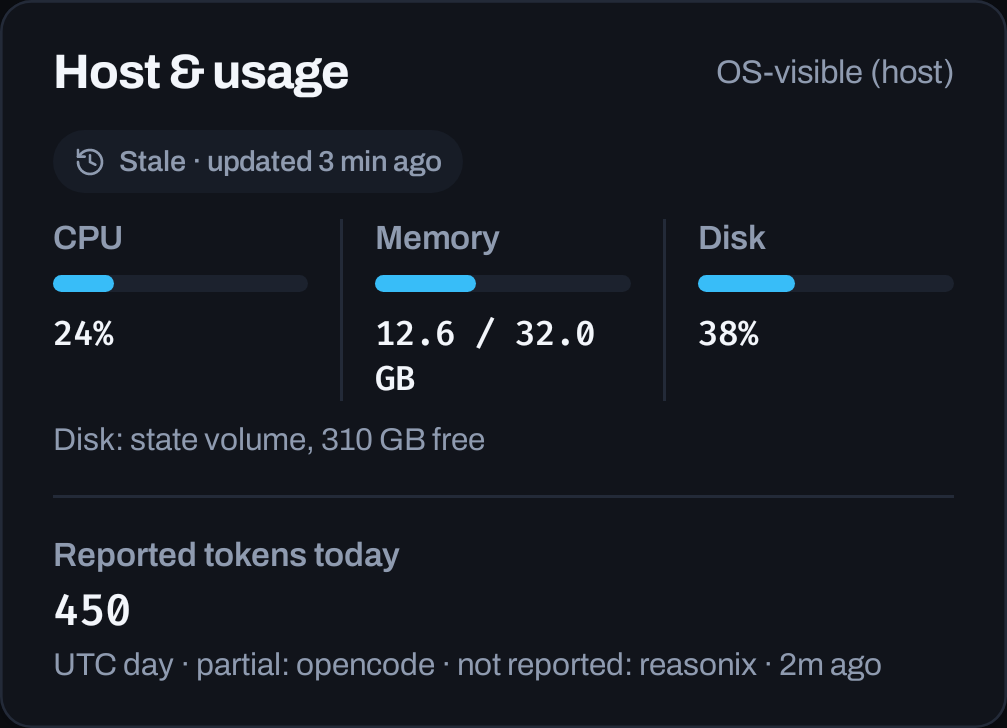 Host & usage
OS-visible (host)
Stale · updated 3 min ago
CPU
24%
Memory
12.6 / 32.0
GB
Disk
38%
Disk: state volume, 310 GB free
Reported tokens today
450
UTC day · partial: opencode · not reported: reasonix · 2m ago